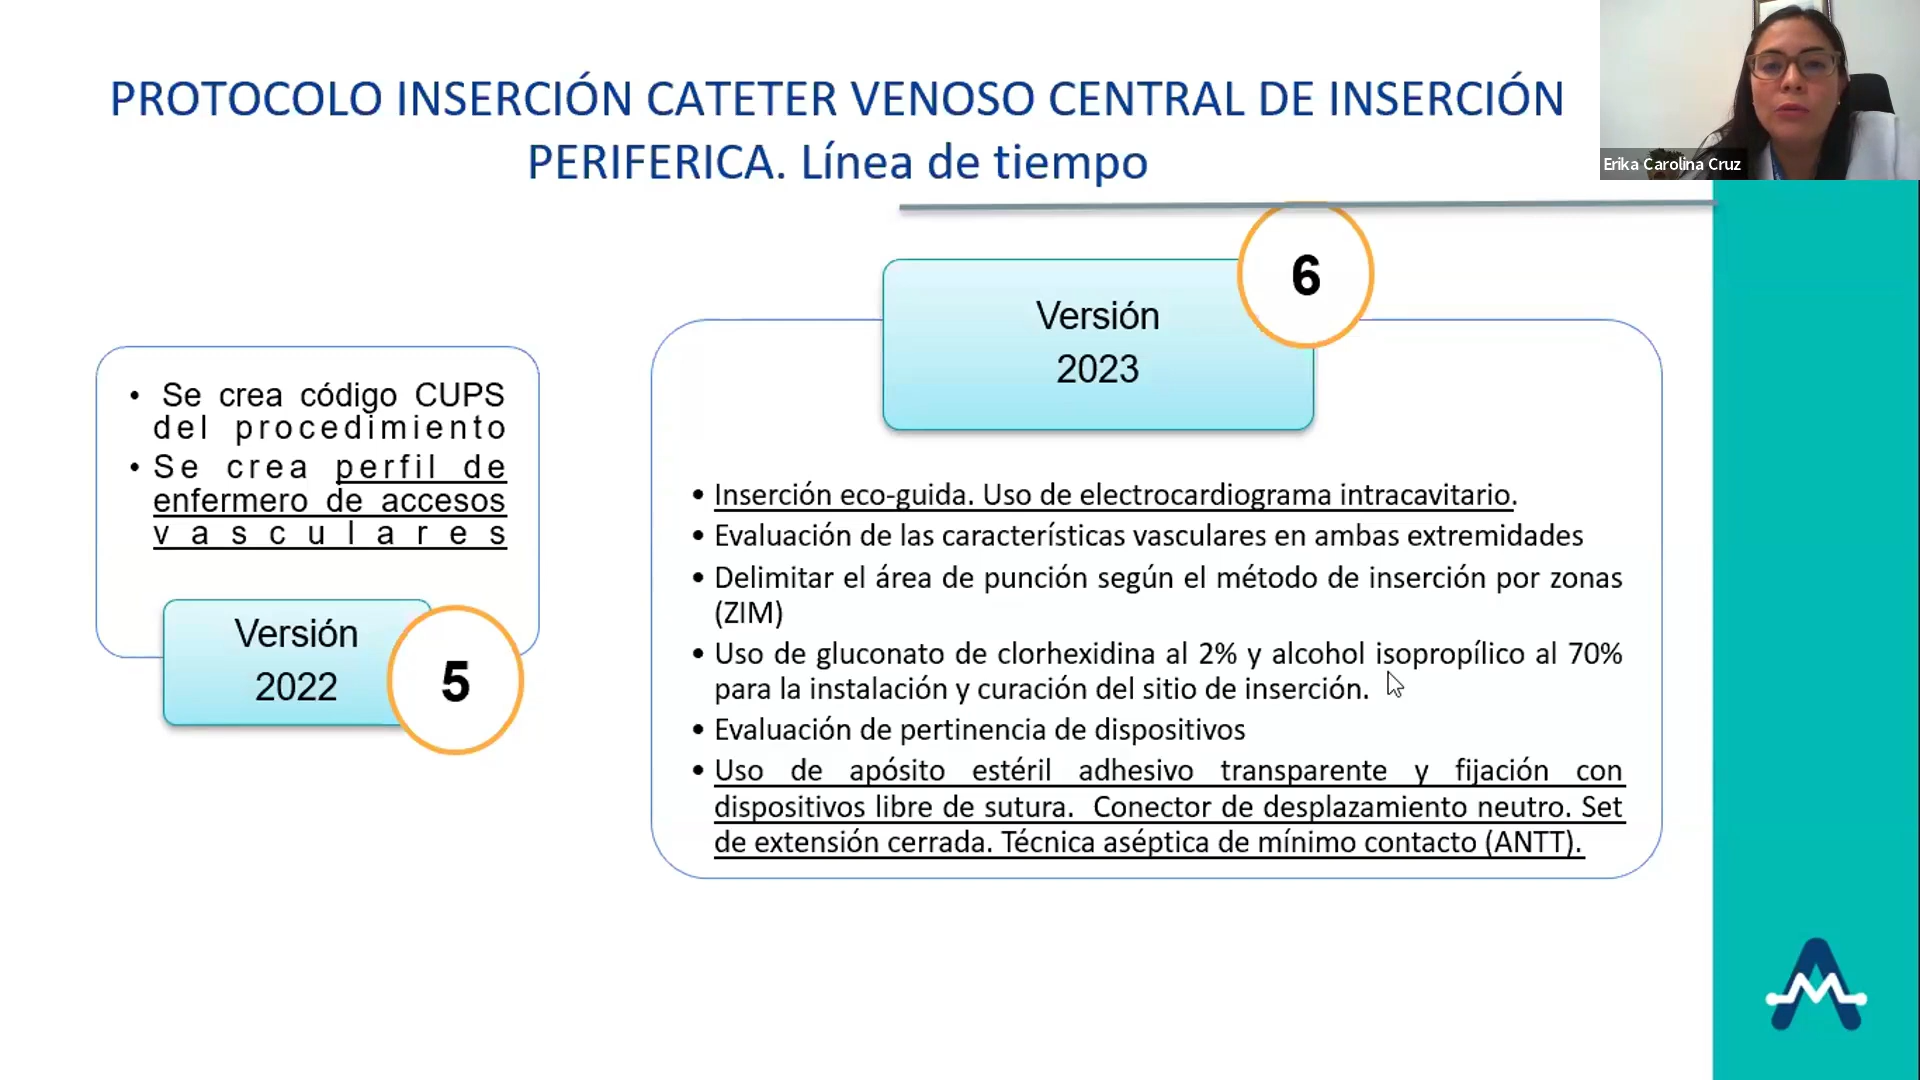 PROTOCOLO INSERCIÓN CATETER VENOSO CENTRAL DE INSERCIÓN
PERIFERICA. Línea de tiempo
Erika Carolina Cruz
• Se crea código CUPS
del procedimiento
• Se crea perfil de
enfermero de accesos
vasculares
Versión
2022
5
Versión
2023
6
• Inserción eco-guida. Uso de electrocardiograma intracavitario.
• Evaluación de las características vasculares en ambas extremidades
• Delimitar el área de punción según el método de inserción por zonas
(ZIM)
• Uso de gluconato de clorhexidina al 2% y alcohol isopropílico al 70%
para la instalación y curación del sitio de inserción.
• Evaluación de pertinencia de dispositivos
• Uso de apósito estéril adhesivo transparente y fijación con
dispositivos libre de sutura. Conector de desplazamiento neutro. Set
de extensión cerrada. Técnica aséptica de mínimo contacto (ANTT).